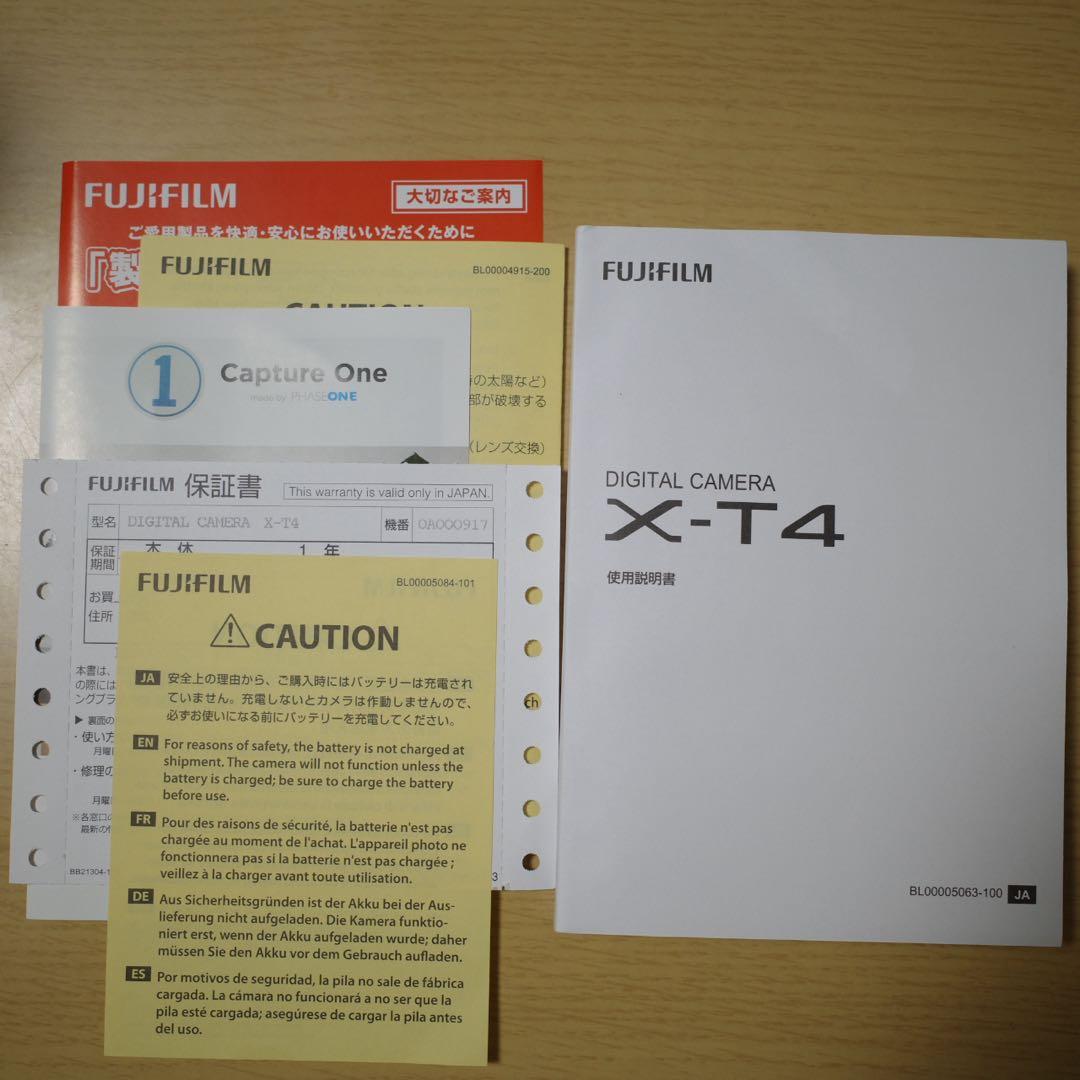 FUJIFILM
大切なご案内
ご愛用製品を快適・安心にお使いいただくために
『製
FUJIFILM
BL00004915-200
CAUTION
の太陽など)
部が破壊する
(レンズ交換)
1
Capture One
made by PHASEONE
FUJIFILM 保証書
This warranty is valid only in JAPAN.
型名 DIGITAL CAMERA X-T4 機番 0A000917
保証期間 本体 1年
お買
住所
本書は、
の際には
ングプラ
▶ 裏面の
・使い方
月曜
・修理の
月曜
※各窓口の
最新の情
BB21304-1
3
ch
FUJIFILM
BL00005084-101
CAUTION
JA 安全上の理由から、ご購入時にはバッテリーは充電され
ていません。充電しないとカメラは作動しませんので、
必ずお使いになる前にバッテリーを充電してください。
EN For reasons of safety, the battery is not charged at
shipment. The camera will not function unless the
battery is charged; be sure to charge the battery
before use.
FR Pour des raisons de sécurité, la batterie n'est pas
chargée au moment de l'achat. L'appareil photo ne
fonctionnera pas si la batterie n'est pas chargée ;
veillez à la charger avant toute utilisation.
DE Aus Sicherheitsgründen ist der Akku bei der Aus-
lieferung nicht aufgeladen. Die Kamera funktio-
niert erst, wenn der Akku aufgeladen wurde; daher
müssen Sie den Akku vor dem Gebrauch aufladen.
ES Por motivos de seguridad, la pila no sale de fábrica
cargada. La cámara no funcionará a no ser que la
pila esté cargada; asegúrese de cargar la pila antes
del uso.
FUJIFILM
DIGITAL CAMERA
X-T4
使用説明書
BL00005063-100 JA